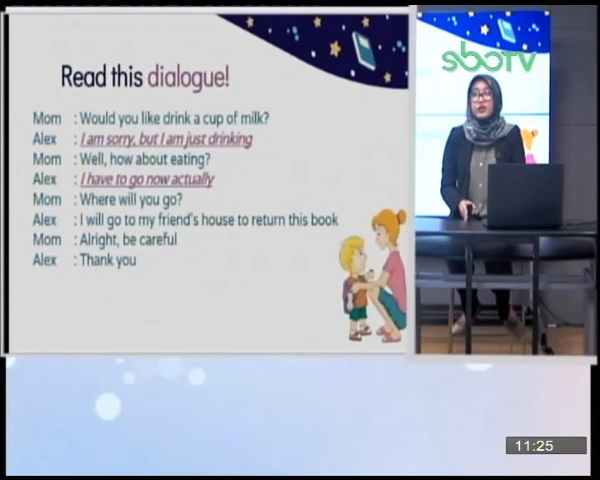 sboTV
Read this dialogue!
Mom : Would you like drink a cup of milk?
Alex : I am sorry, but I am just drinking
Mom : Well, how about eating?
Alex : I have to go now actually
Mom : Where will you go?
Alex : I will go to my friend's house to return this book
Mom : Alright, be careful
Alex : Thank you
11:25